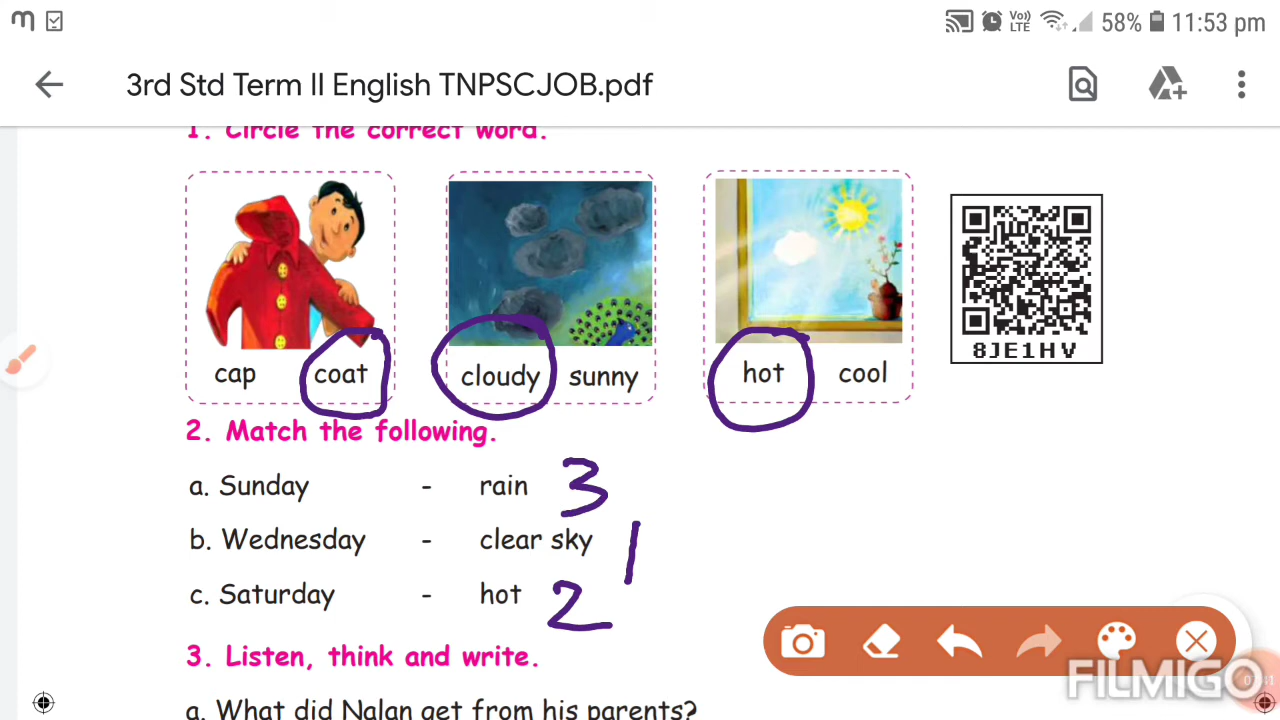 58% 11:53 pm
3rd Std Term ll English TNPSCJOB.pdf
1. Circle the correct word.
cap coat cloudy sunny hot cool
8JE1HV
2. Match the following.
a. Sunday - rain 3
b. Wednesday - clear sky 1
c. Saturday - hot 2
3. Listen, think and write.
a. What did Nalan get from his parents?
FILMIGO